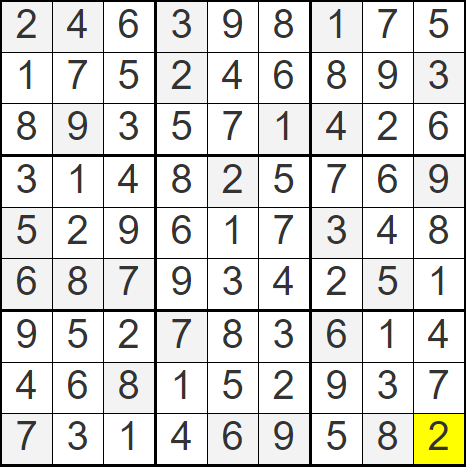 2 4 6 3 9 8 1 7 5
1 7 5 2 4 6 8 9 3
8 9 3 5 7 1 4 2 6
3 1 4 8 2 5 7 6 9
5 2 9 6 1 7 3 4 8
6 8 7 9 3 4 2 5 1
9 5 2 7 8 3 6 1 4
4 6 8 1 5 2 9 3 7
7 3 1 4 6 9 5 8 2